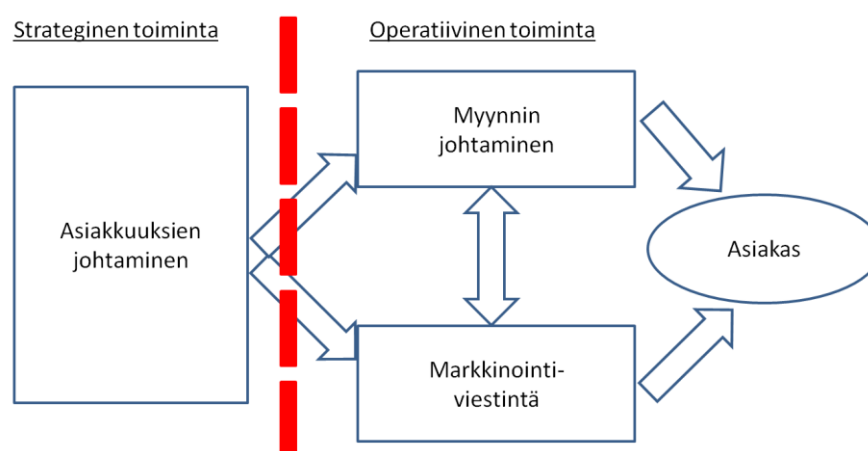 Strateginen toiminta
Operatiivinen toiminta
Asiakkuuksien
johtaminen
Myynnin
johtaminen
Markkinointi-
viestintä
Asiakas